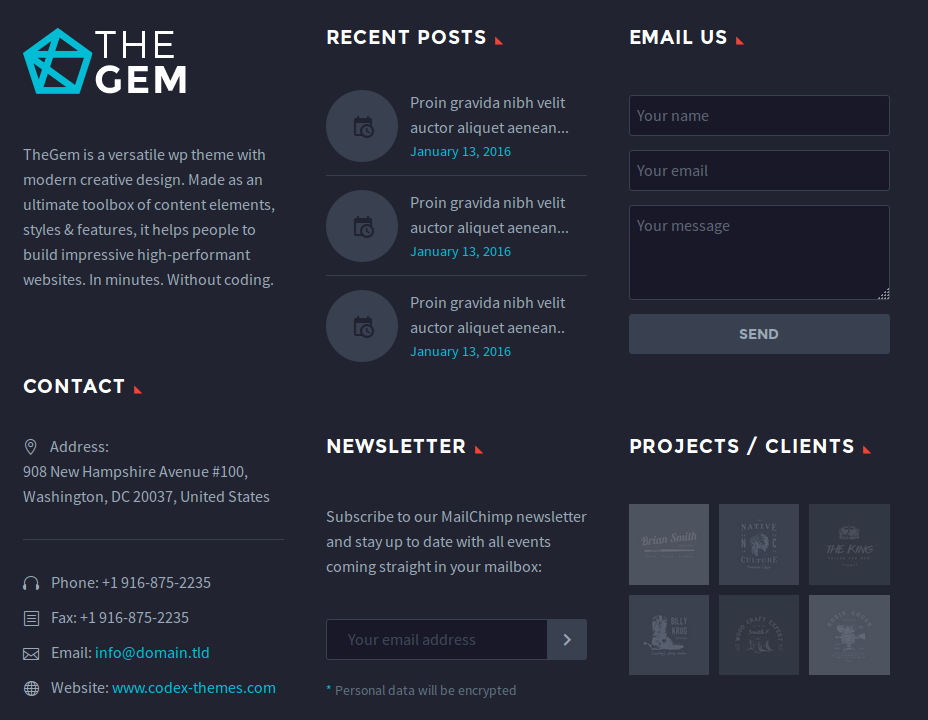 THE
GEM
TheGem is a versatile wp theme with
modern creative design. Made as an
ultimate toolbox of content elements,
styles & features, it helps people to
build impressive high-performant
websites. In minutes. Without coding.
CONTACT
Address:
908 New Hampshire Avenue #100,
Washington, DC 20037, United States
Phone: +1 916-875-2235
Fax: +1 916-875-2235
Email: info@domain.tld
Website: www.codex-themes.com
RECENT POSTS
Proin gravida nibh velit
auctor aliquet aenean...
January 13, 2016
Proin gravida nibh velit
auctor aliquet aenean...
January 13, 2016
Proin gravida nibh velit
auctor aliquet aenean..
January 13, 2016
NEWSLETTER
Subscribe to our MailChimp newsletter
and stay up to date with all events
coming straight in your mailbox:
Your email address
* Personal data will be encrypted
EMAIL US
Your name
Your email
Your message
SEND
PROJECTS / CLIENTS
Brian Smith
NATIVE
N C
CULTURE
THE KING
BILLY
KRUG
WOOD CRAFT EXPERT